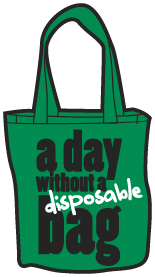 a day
without a
disposable
bag